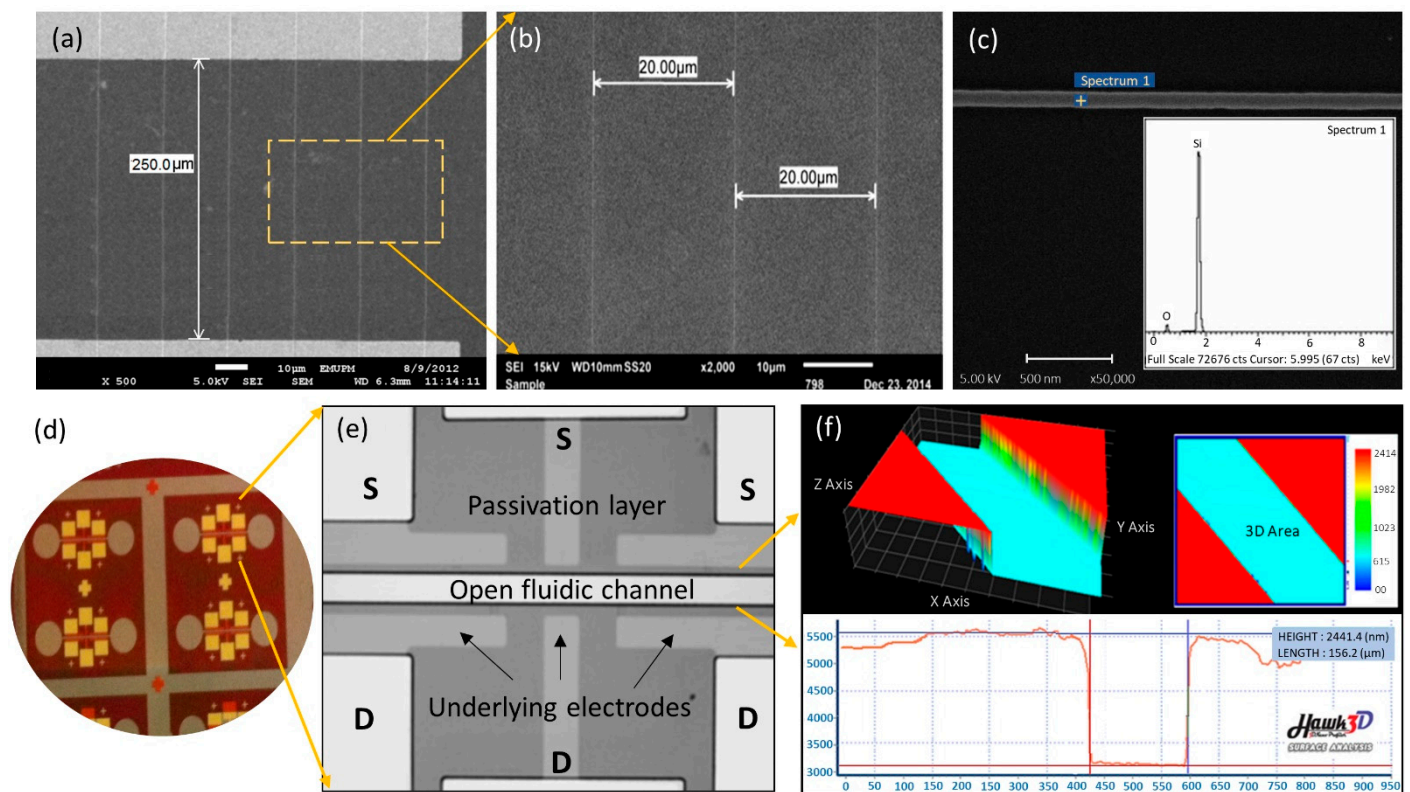 (a)
250.0µm
10µm EMUPM 8/9/2012
X 500 5.0kV SEI SEM WD 6.3mm 11:14:11
(b)
20.00µm
20.00µm
SEI 15kV WD10mmSS20 x2,000 10µm
Sample 798 Dec 23, 2014
(c)
Spectrum 1
Spectrum 1
Si
O
0 2 4 6 8
Full Scale 72676 cts Cursor: 5.995 (67 cts) keV
5.00 kV 500 nm x50,000
(d)
(e)
S
S
S
Passivation layer
Open fluidic channel
Underlying electrodes
D
D
D
(f)
Z Axis
Y Axis
X Axis
3D Area
2414
1982
1023
615
00
HEIGHT : 2441.4 (nm)
LENGTH : 156.2 (µm)
5500
5000
4500
4000
3500
3000
0 50 100 150 200 250 300 350 400 450 500 550 600 650 700 750 800 850 900 950
Hawk3D
SURFACE ANALYSIS